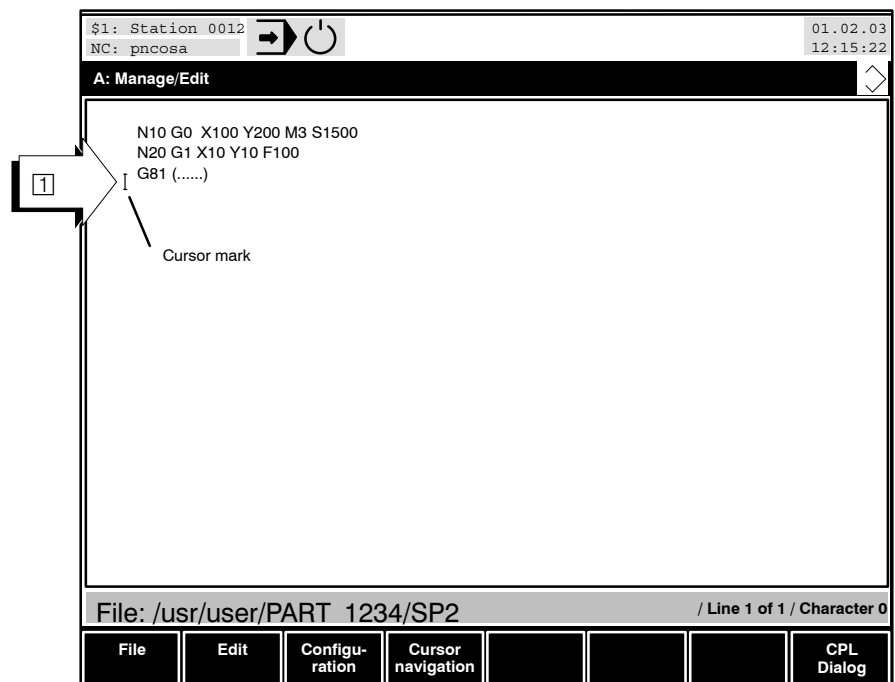 $1: Station 0012
NC: pncosa
01.02.03
12:15:22
A: Manage/Edit
N10 G0 X100 Y200 M3 S1500
N20 G1 X10 Y10 F100
G81 (......)
1
Cursor mark
File: /usr/user/PART_1234/SP2
/ Line 1 of 1 / Character 0
File
Edit
Configu-
ration
Cursor
navigation
CPL
Dialog